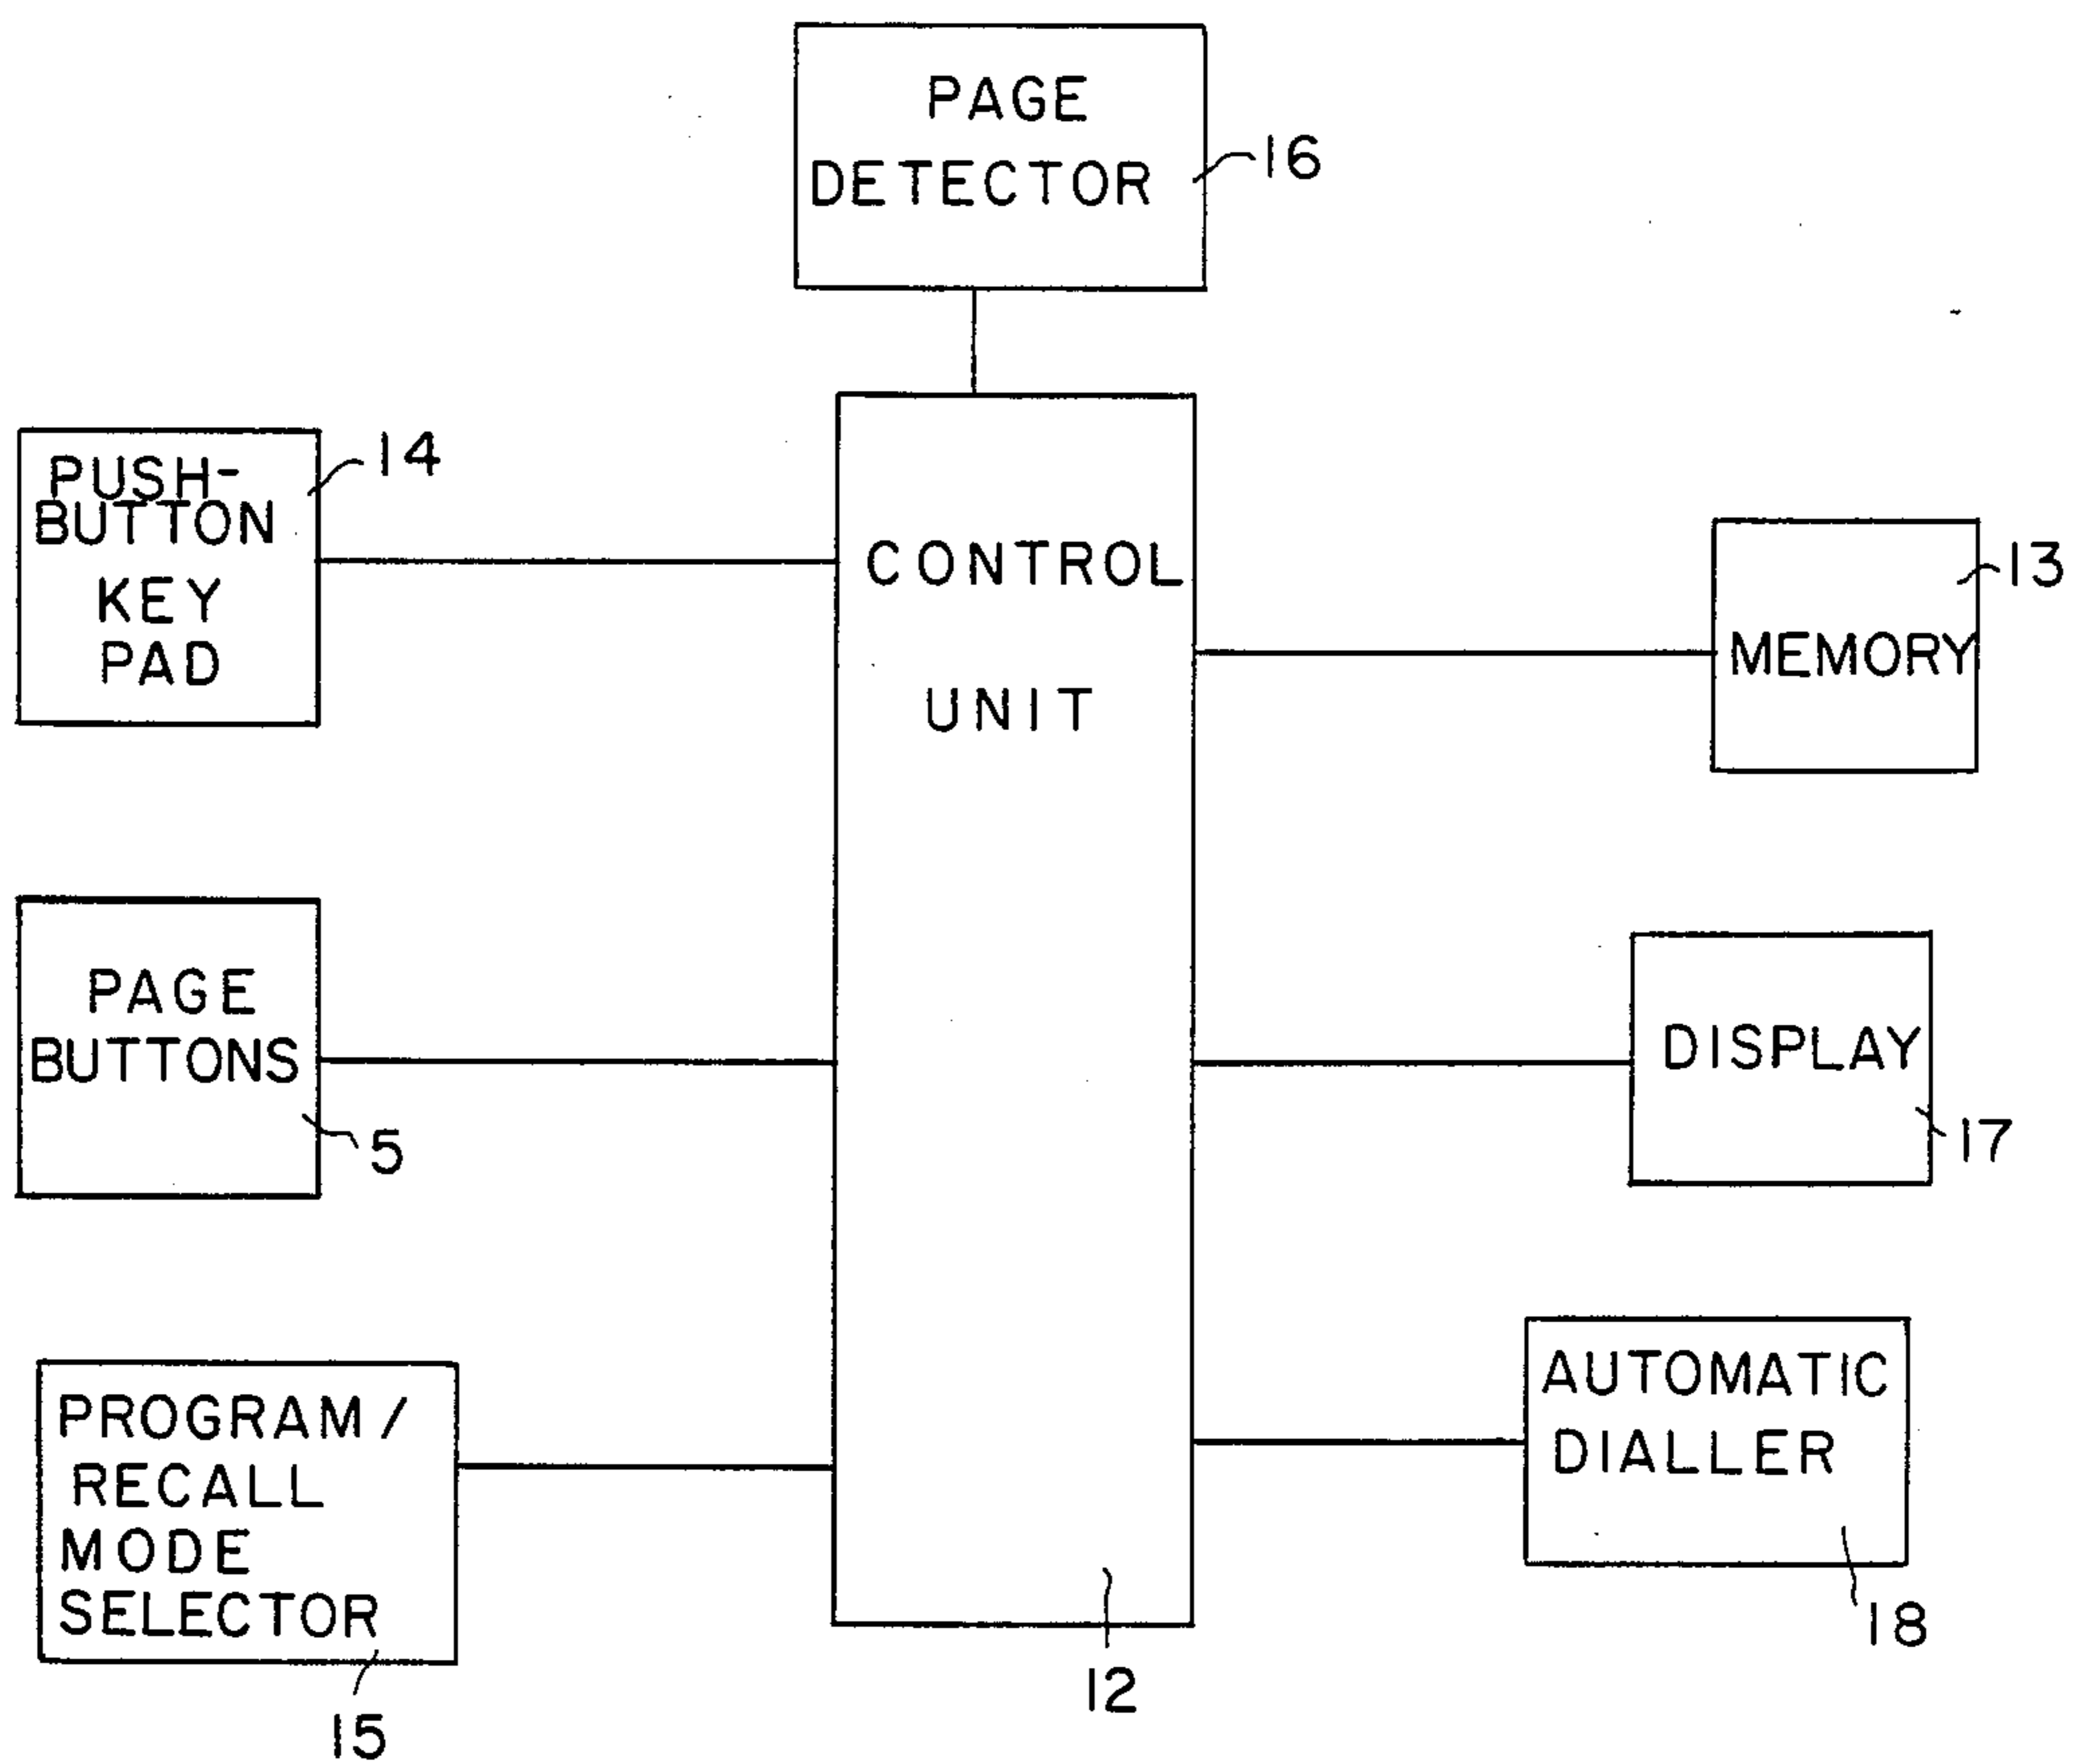 PAGE
DETECTOR
16
PUSH-
BUTTON
KEY
PAD
14
CONTROL
UNIT
12
MEMORY
13
PAGE
BUTTONS
5
DISPLAY
17
PROGRAM/
RECALL
MODE
SELECTOR
15
AUTOMATIC
DIALLER
18